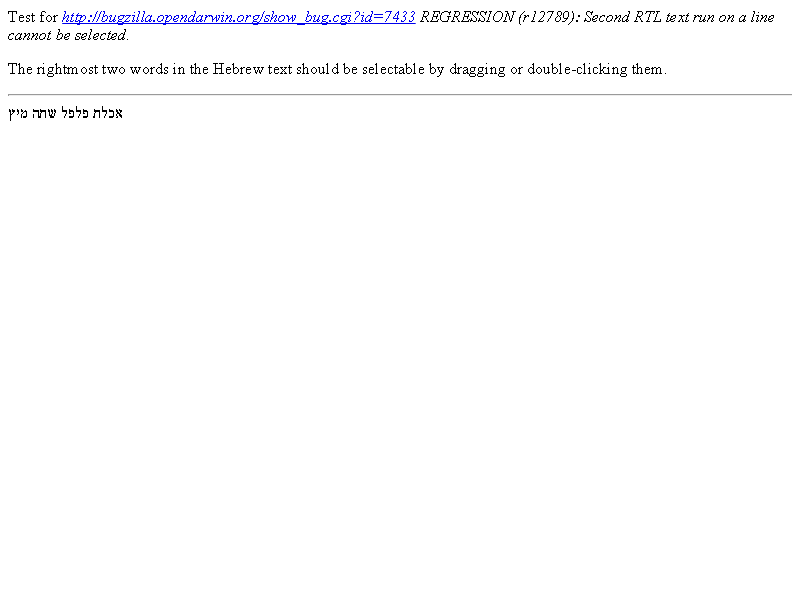 Test for http://bugzilla.opendarwin.org/show_bug.cgi?id=7433 REGRESSION (r12789): Second RTL text run on a line
cannot be selected.
The rightmost two words in the Hebrew text should be selectable by dragging or double-clicking them.
אכלת פלפל שתה מיץ